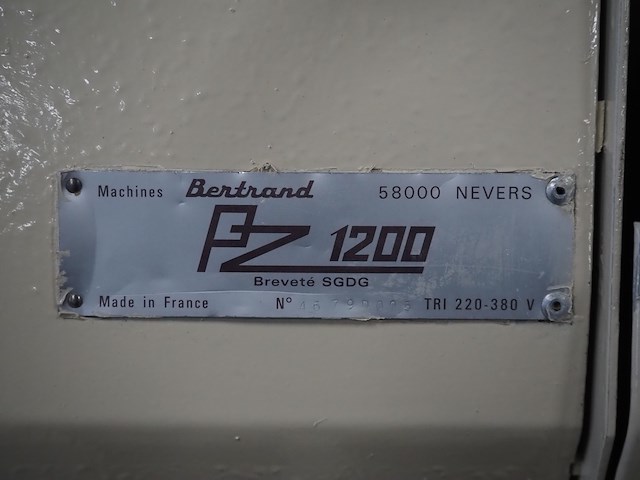 Machines Bertrand 58000 NEVERS
PZ 1200
Breveté SGDG
Made in France N° TRI 220-380 V